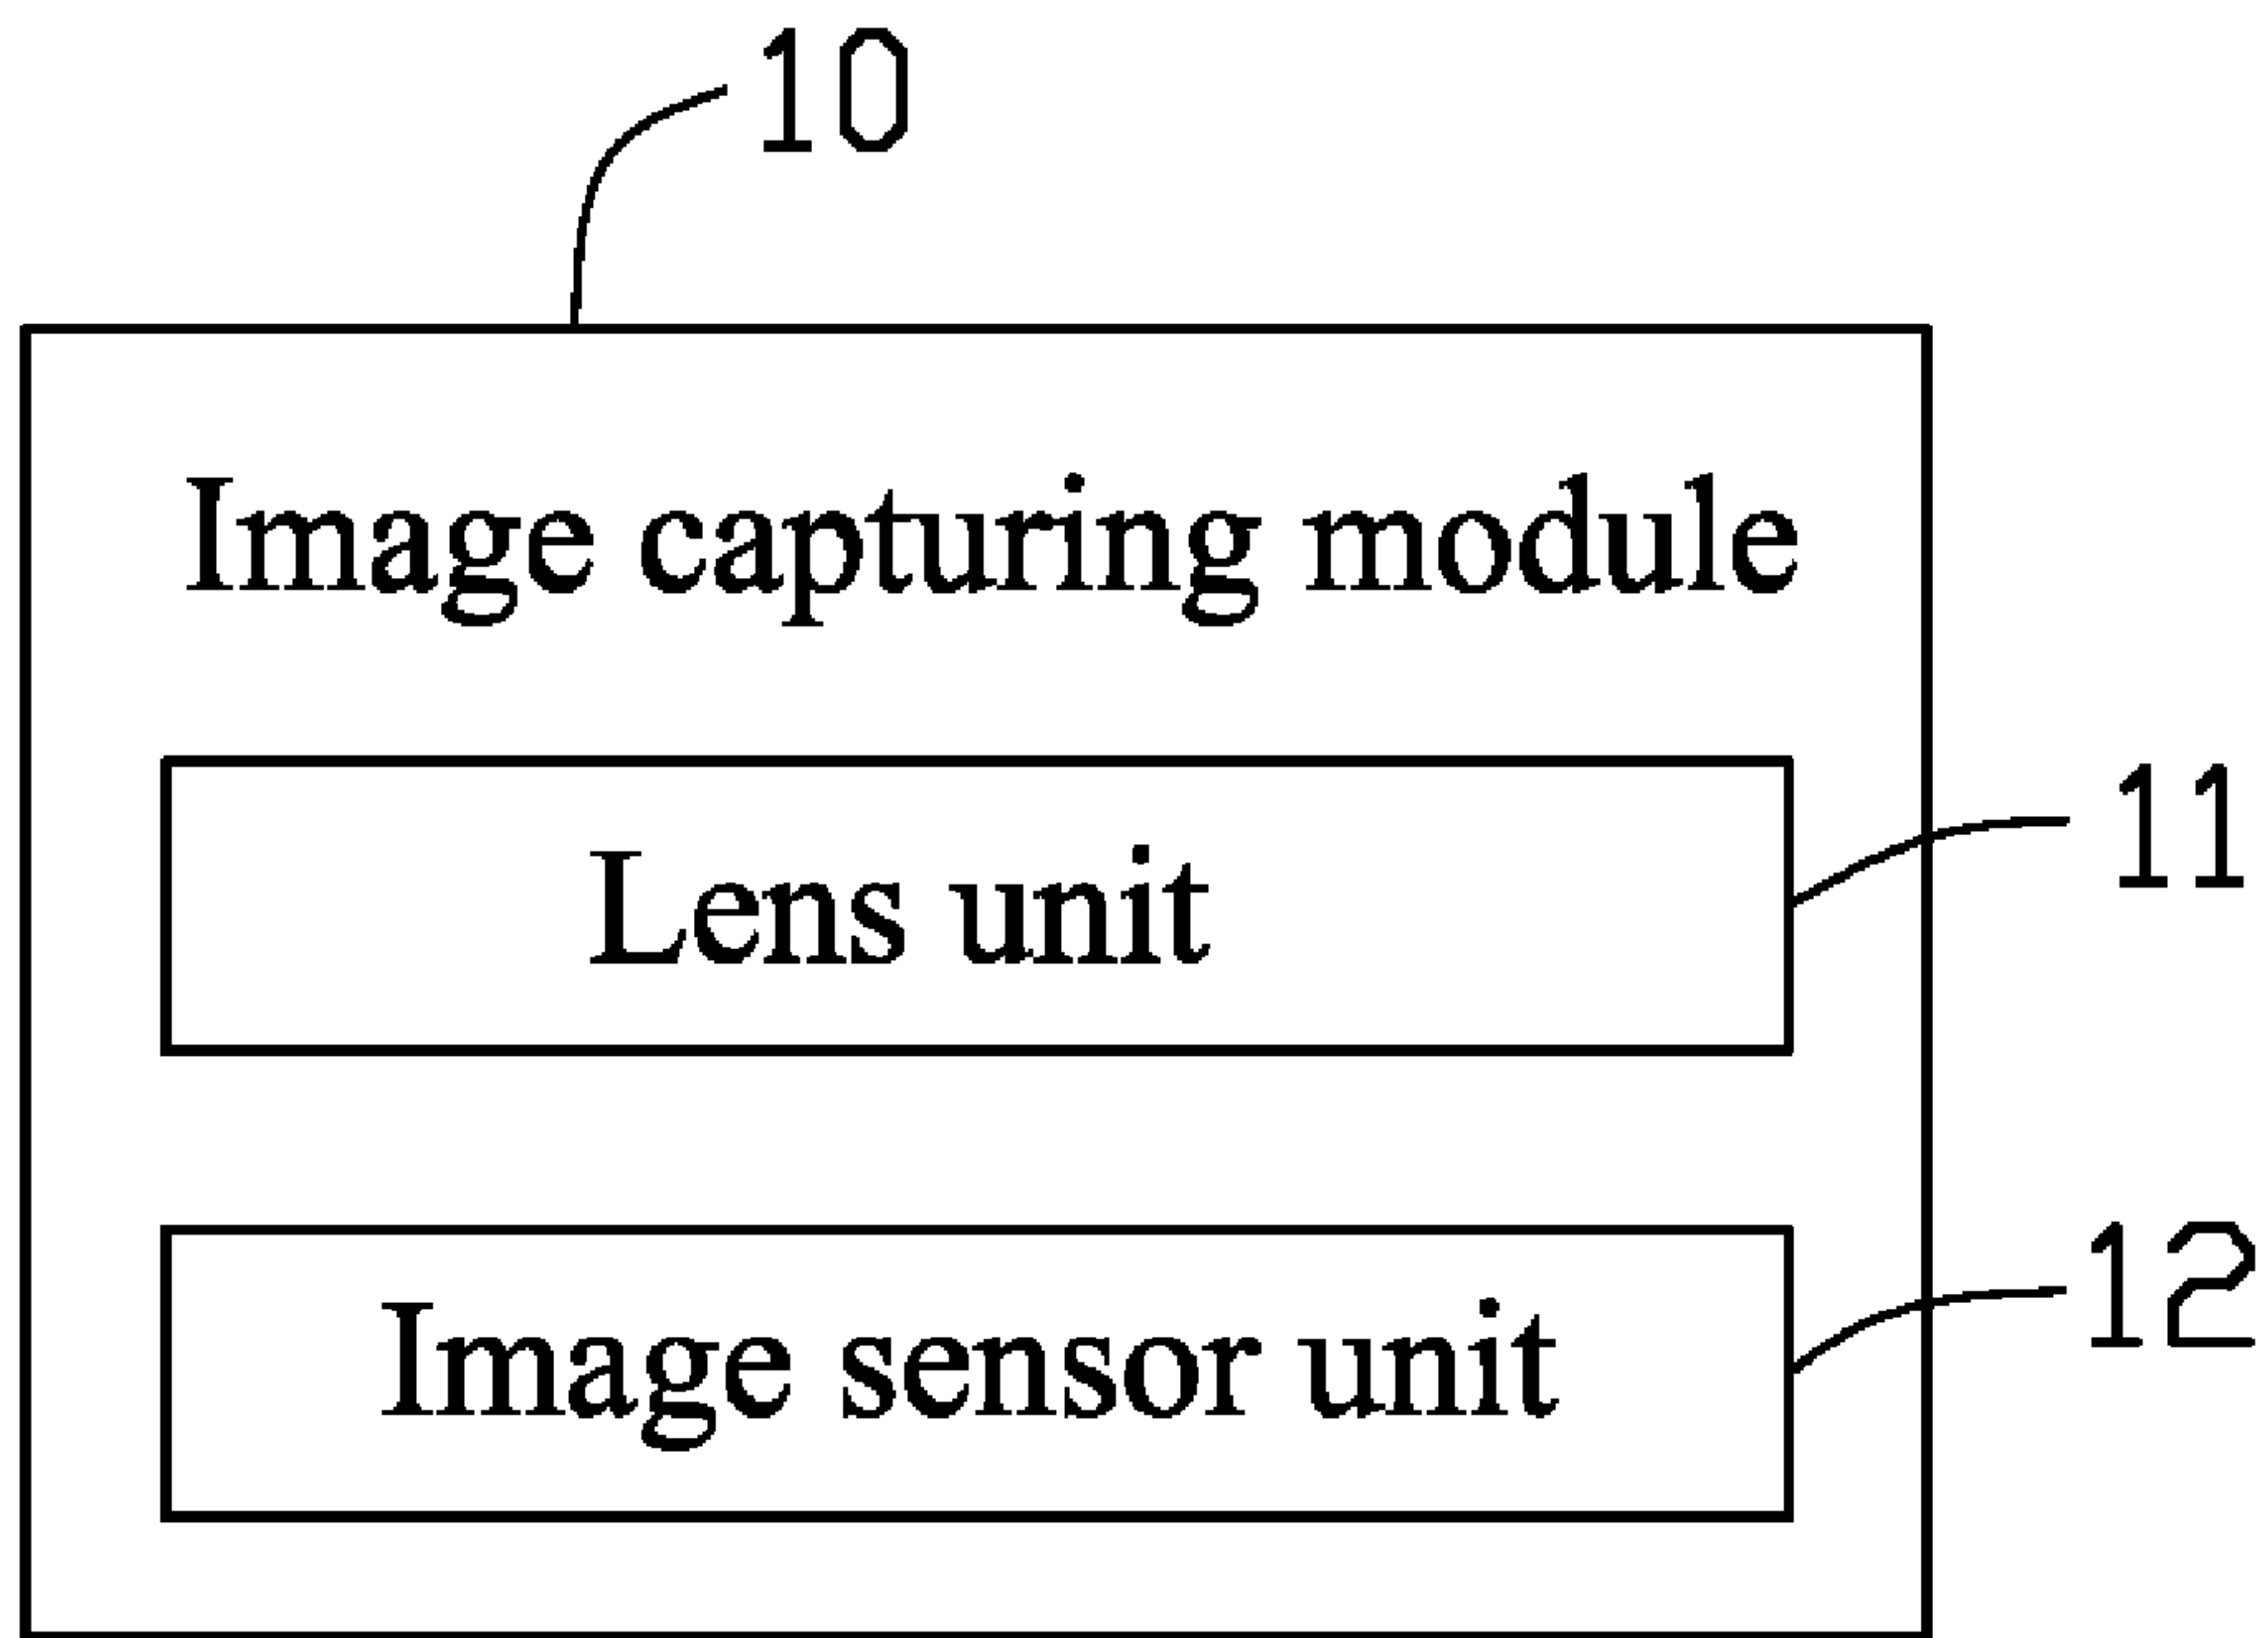 10
Image capturing module
11
Lens unit
12
Image sensor unit